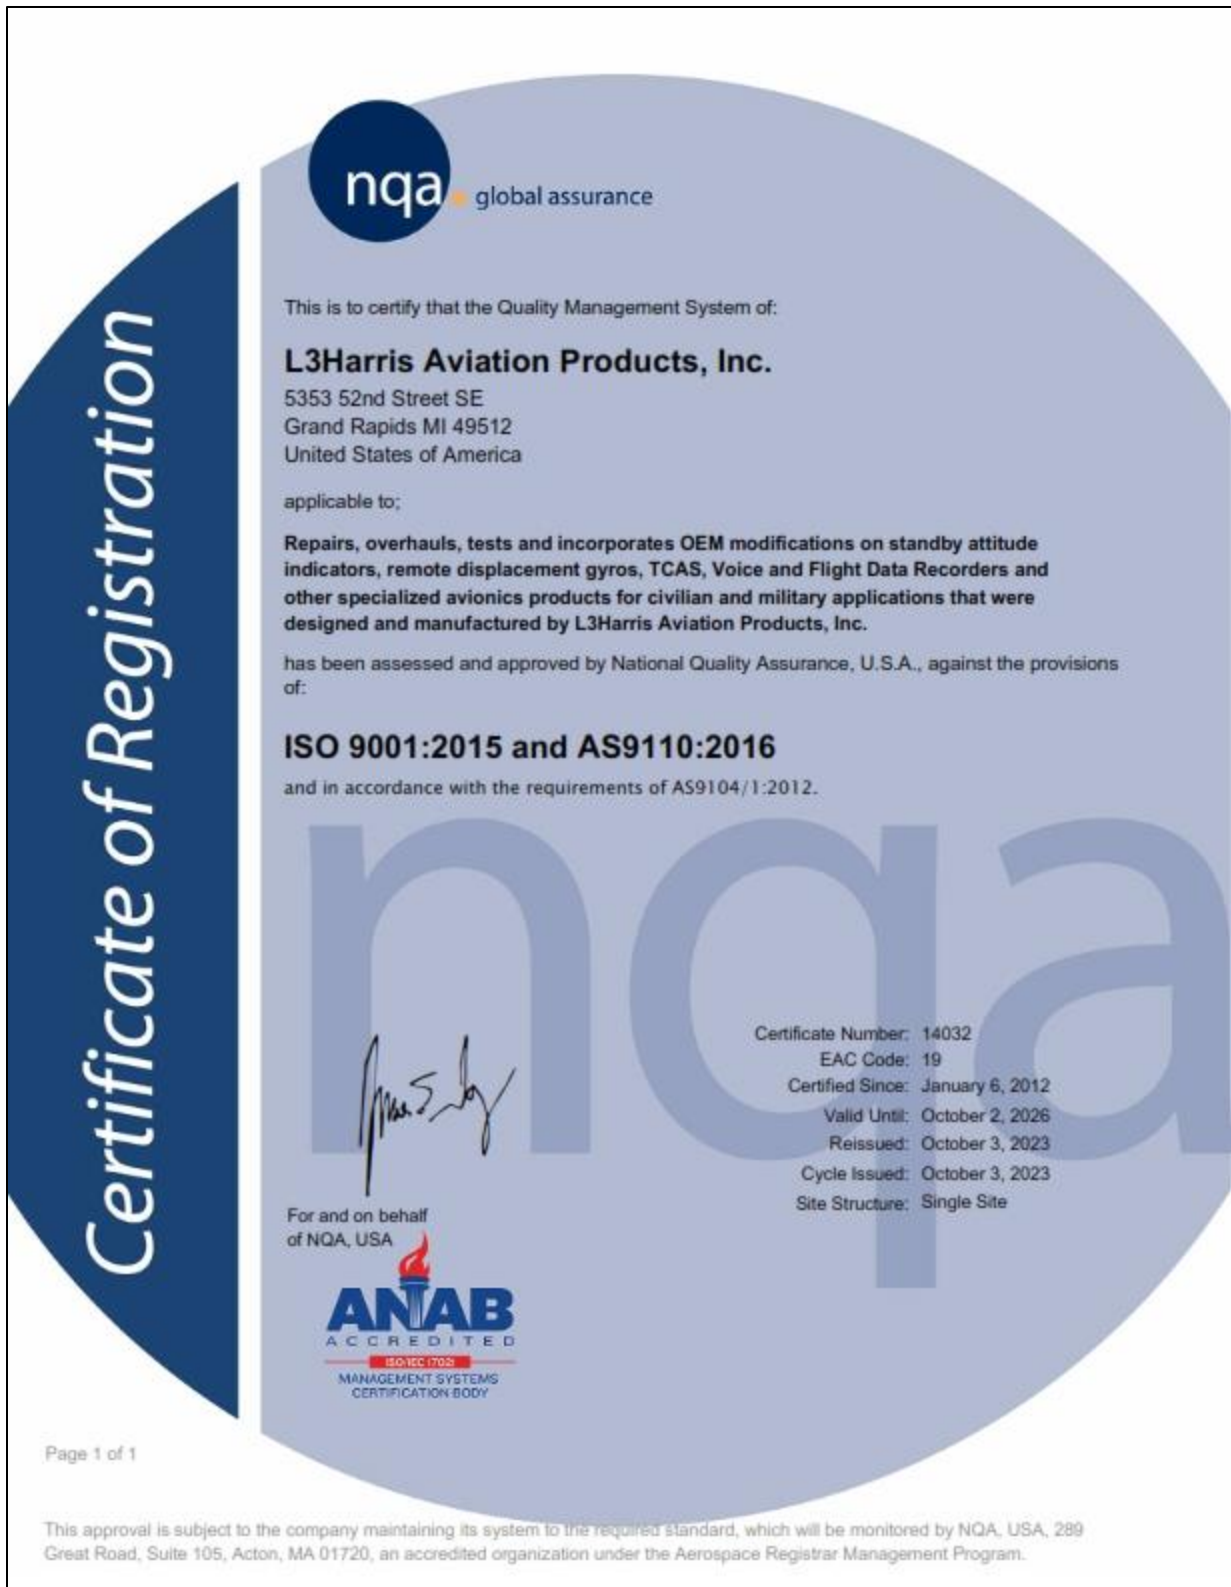 Certificate of Registration
nqa. global assurance
This is to certify that the Quality Management System of:
L3Harris Aviation Products, Inc.
5353 52nd Street SE
Grand Rapids MI 49512
United States of America
applicable to;
Repairs, overhauls, tests and incorporates OEM modifications on standby attitude
indicators, remote displacement gyros, TCAS, Voice and Flight Data Recorders and
other specialized avionics products for civilian and military applications that were
designed and manufactured by L3Harris Aviation Products, Inc.
has been assessed and approved by National Quality Assurance, U.S.A., against the provisions
of:
ISO 9001:2015 and AS9110:2016
and in accordance with the requirements of AS9104/1:2012.
nqa
Certificate Number: 14032
EAC Code: 19
Certified Since: January 6, 2012
Valid Until: October 2, 2026
Reissued: October 3, 2023
Cycle Issued: October 3, 2023
Site Structure: Single Site
For and on behalf
of NQA, USA
ANAB
ACCREDITED
ISO/IEC 17021
MANAGEMENT SYSTEMS
CERTIFICATION BODY
Page 1 of 1
This approval is subject to the company maintaining its system to the required standard, which will be monitored by NQA, USA, 289
Great Road, Suite 105, Acton, MA 01720, an accredited organization under the Aerospace Registrar Management Program.